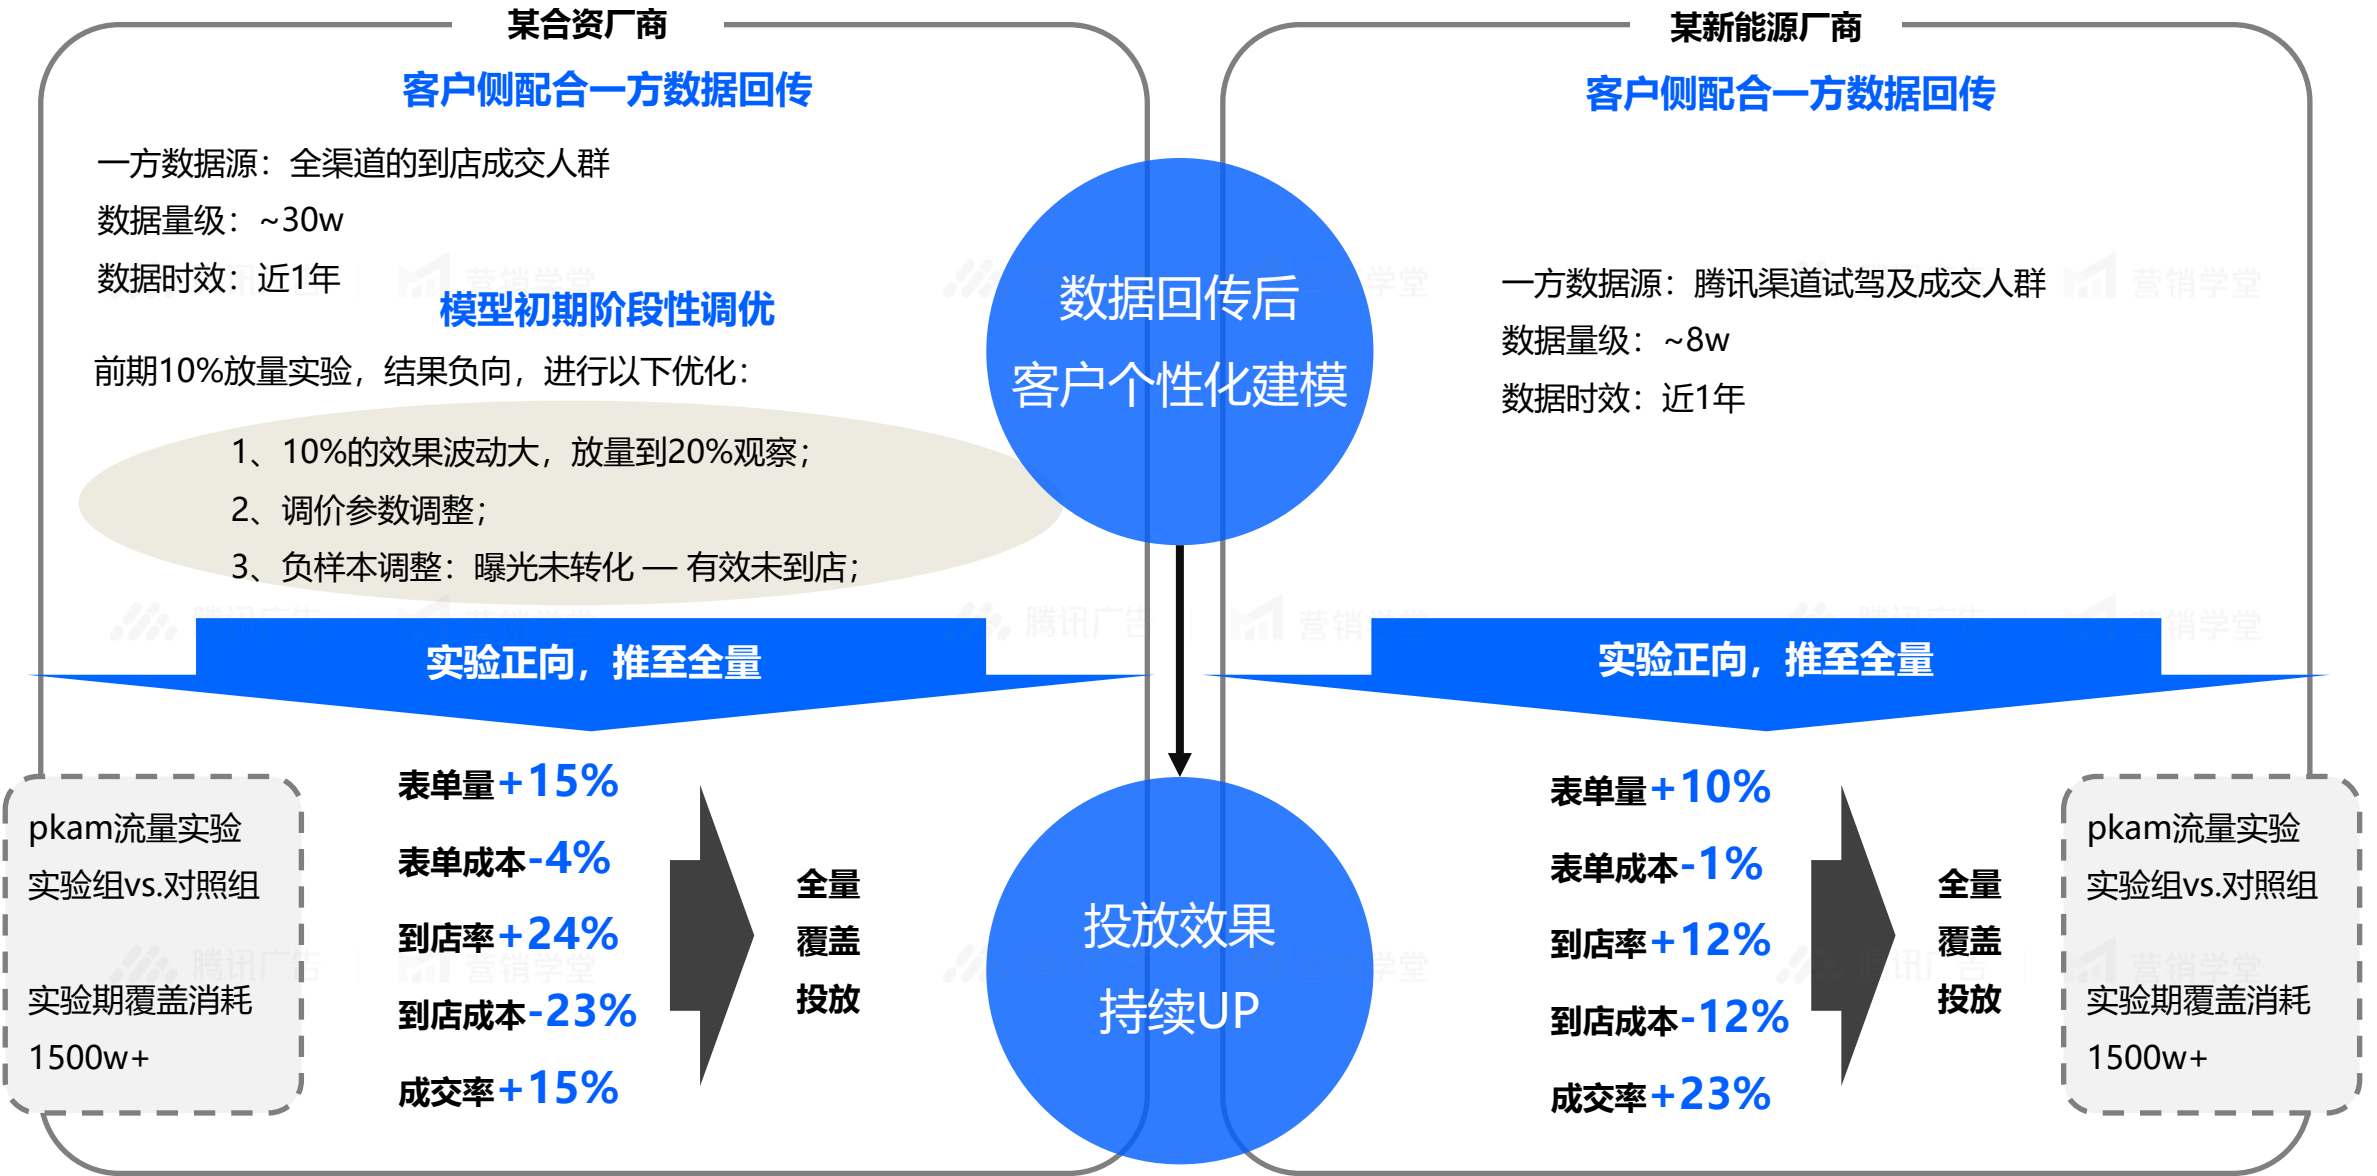 某合资厂商
客户侧配合一方数据回传
一方数据源：全渠道的到店成交人群
数据量级：~30w
数据时效：近1年
模型初期阶段性调优
前期10%放量实验，结果负向，进行以下优化：
1、10%的效果波动大，放量到20%观察；
2、调价参数调整；
3、负样本调整：曝光未转化 — 有效未到店；
实验正向，推至全量
pkam流量实验
实验组vs.对照组
实验期覆盖消耗
1500w+
表单量+15%
表单成本-4%
到店率+24%
到店成本-23%
成交率+15%
全量
覆盖
投放
数据回传后
客户个性化建模
投放效果
持续UP
某新能源厂商
客户侧配合一方数据回传
一方数据源：腾讯渠道试驾及成交人群
数据量级：~8w
数据时效：近1年
实验正向，推至全量
表单量+10%
表单成本-1%
到店率+12%
到店成本-12%
成交率+23%
全量
覆盖
投放
pkam流量实验
实验组vs.对照组
实验期覆盖消耗
1500w+
腾讯广告 营销学堂